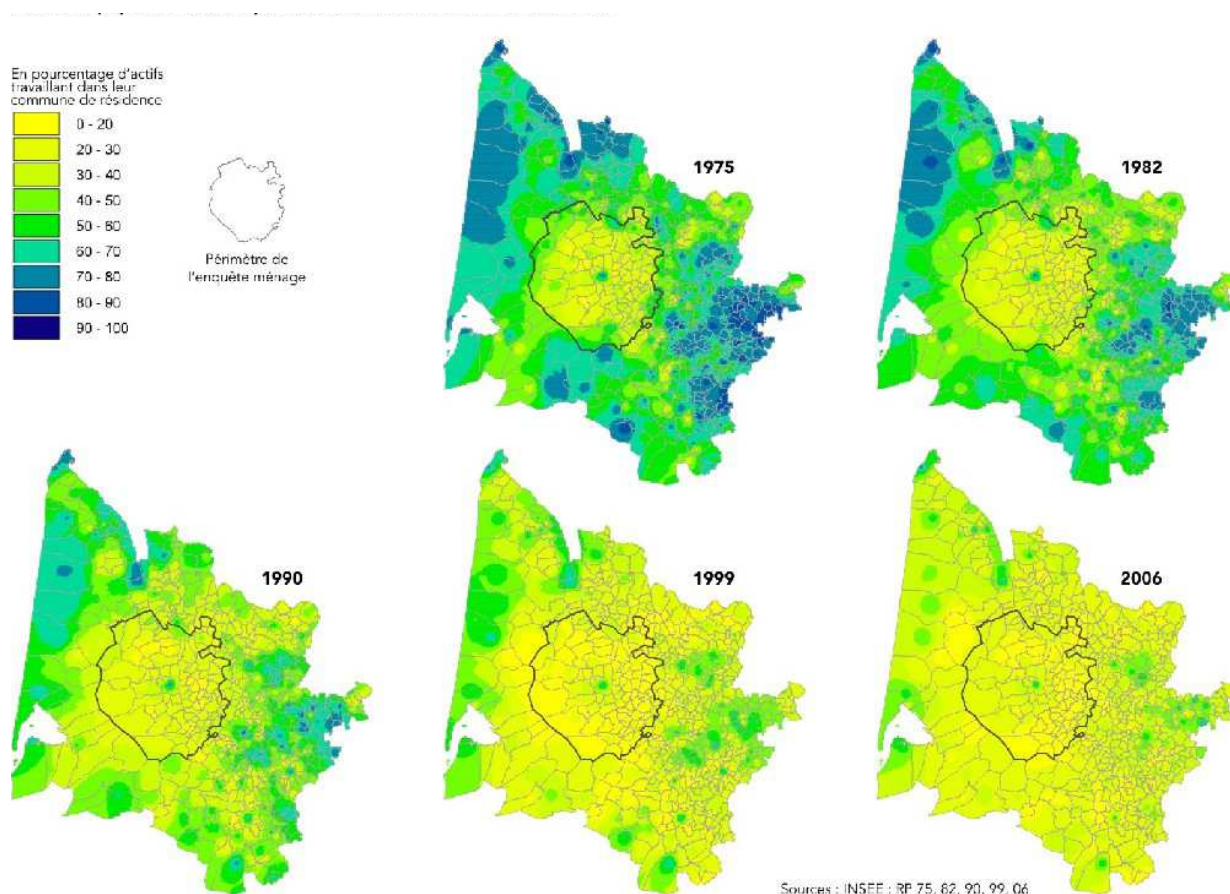 En pourcentage d'actifs
travaillant dans leur
commune de résidence
0 - 20
20 - 30
30 - 40
40 - 50
50 - 60
60 - 70
70 - 80
80 - 90
90 - 100
Périmètre de
l'enquête ménage
1975
1982
1990
1999
2006
Sources : INSEE : RP 75, 82, 90, 99, 06